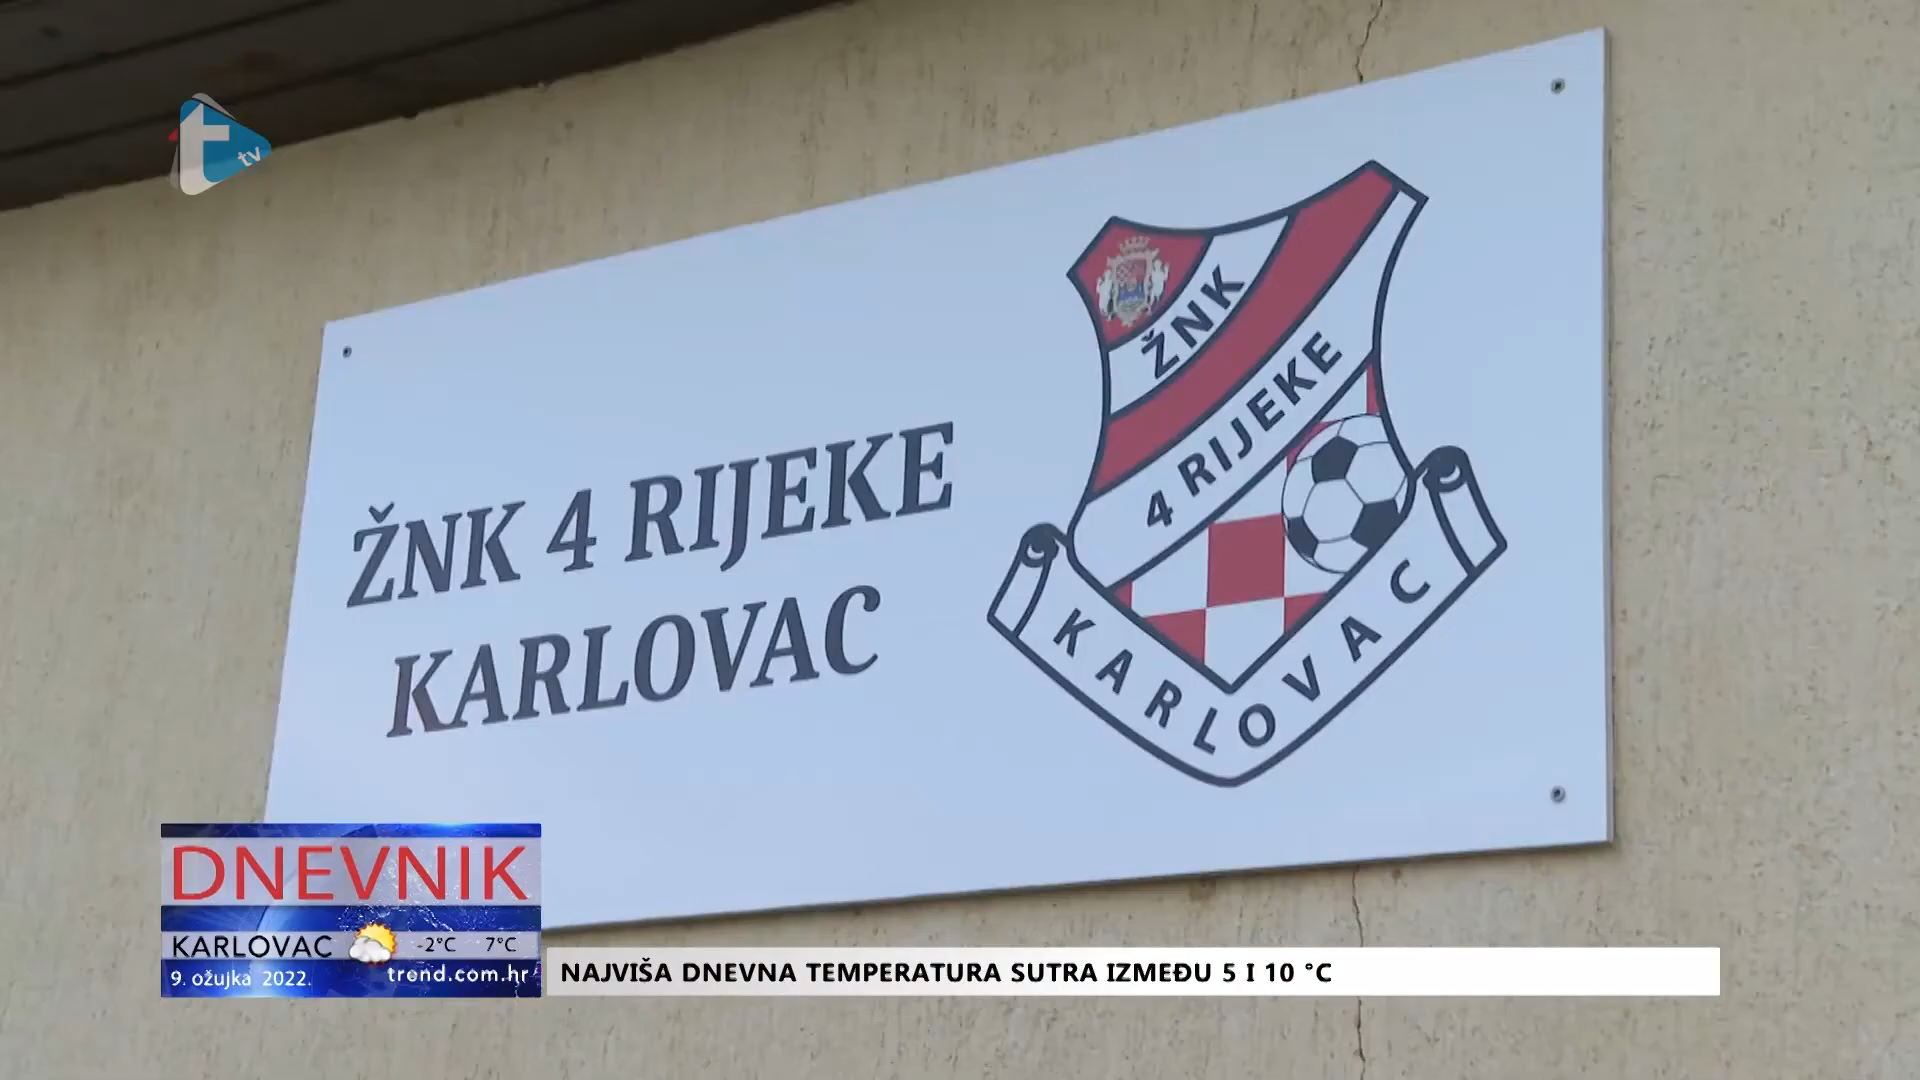 t tv
ŽNK 4 RIJEKE
KARLOVAC
ŽNK
4 RIJEKE
KARLOVAC
DNEVNIK
KARLOVAC -2°C 7°C
9. ožujka 2022. trend.com.hr
NAJVIŠA DNEVNA TEMPERATURA SUTRA IZMEĐU 5 I 10 °C